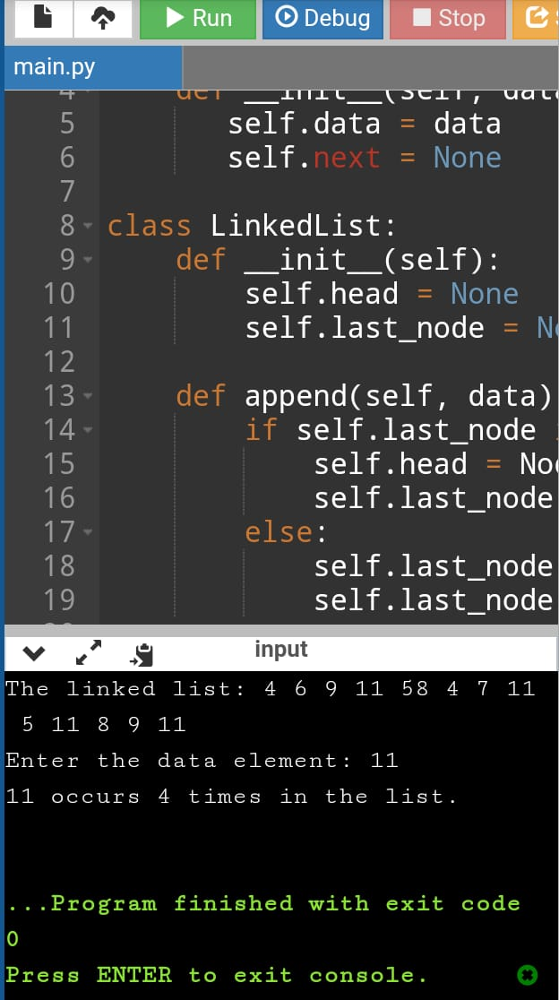 Run Debug Stop
main.py
4 def __init__(self, dat
5 self.data = data
6 self.next = None
7
8 class LinkedList:
9 def __init__(self):
10 self.head = None
11 self.last_node = N
12
13 def append(self, data)
14 if self.last_node
15 self.head = No
16 self.last_node
17 else:
18 self.last_node
19 self.last_node
input
The linked list: 4 6 9 11 58 4 7 11
5 11 8 9 11
Enter the data element: 11
11 occurs 4 times in the list.
...Program finished with exit code
0
Press ENTER to exit console.